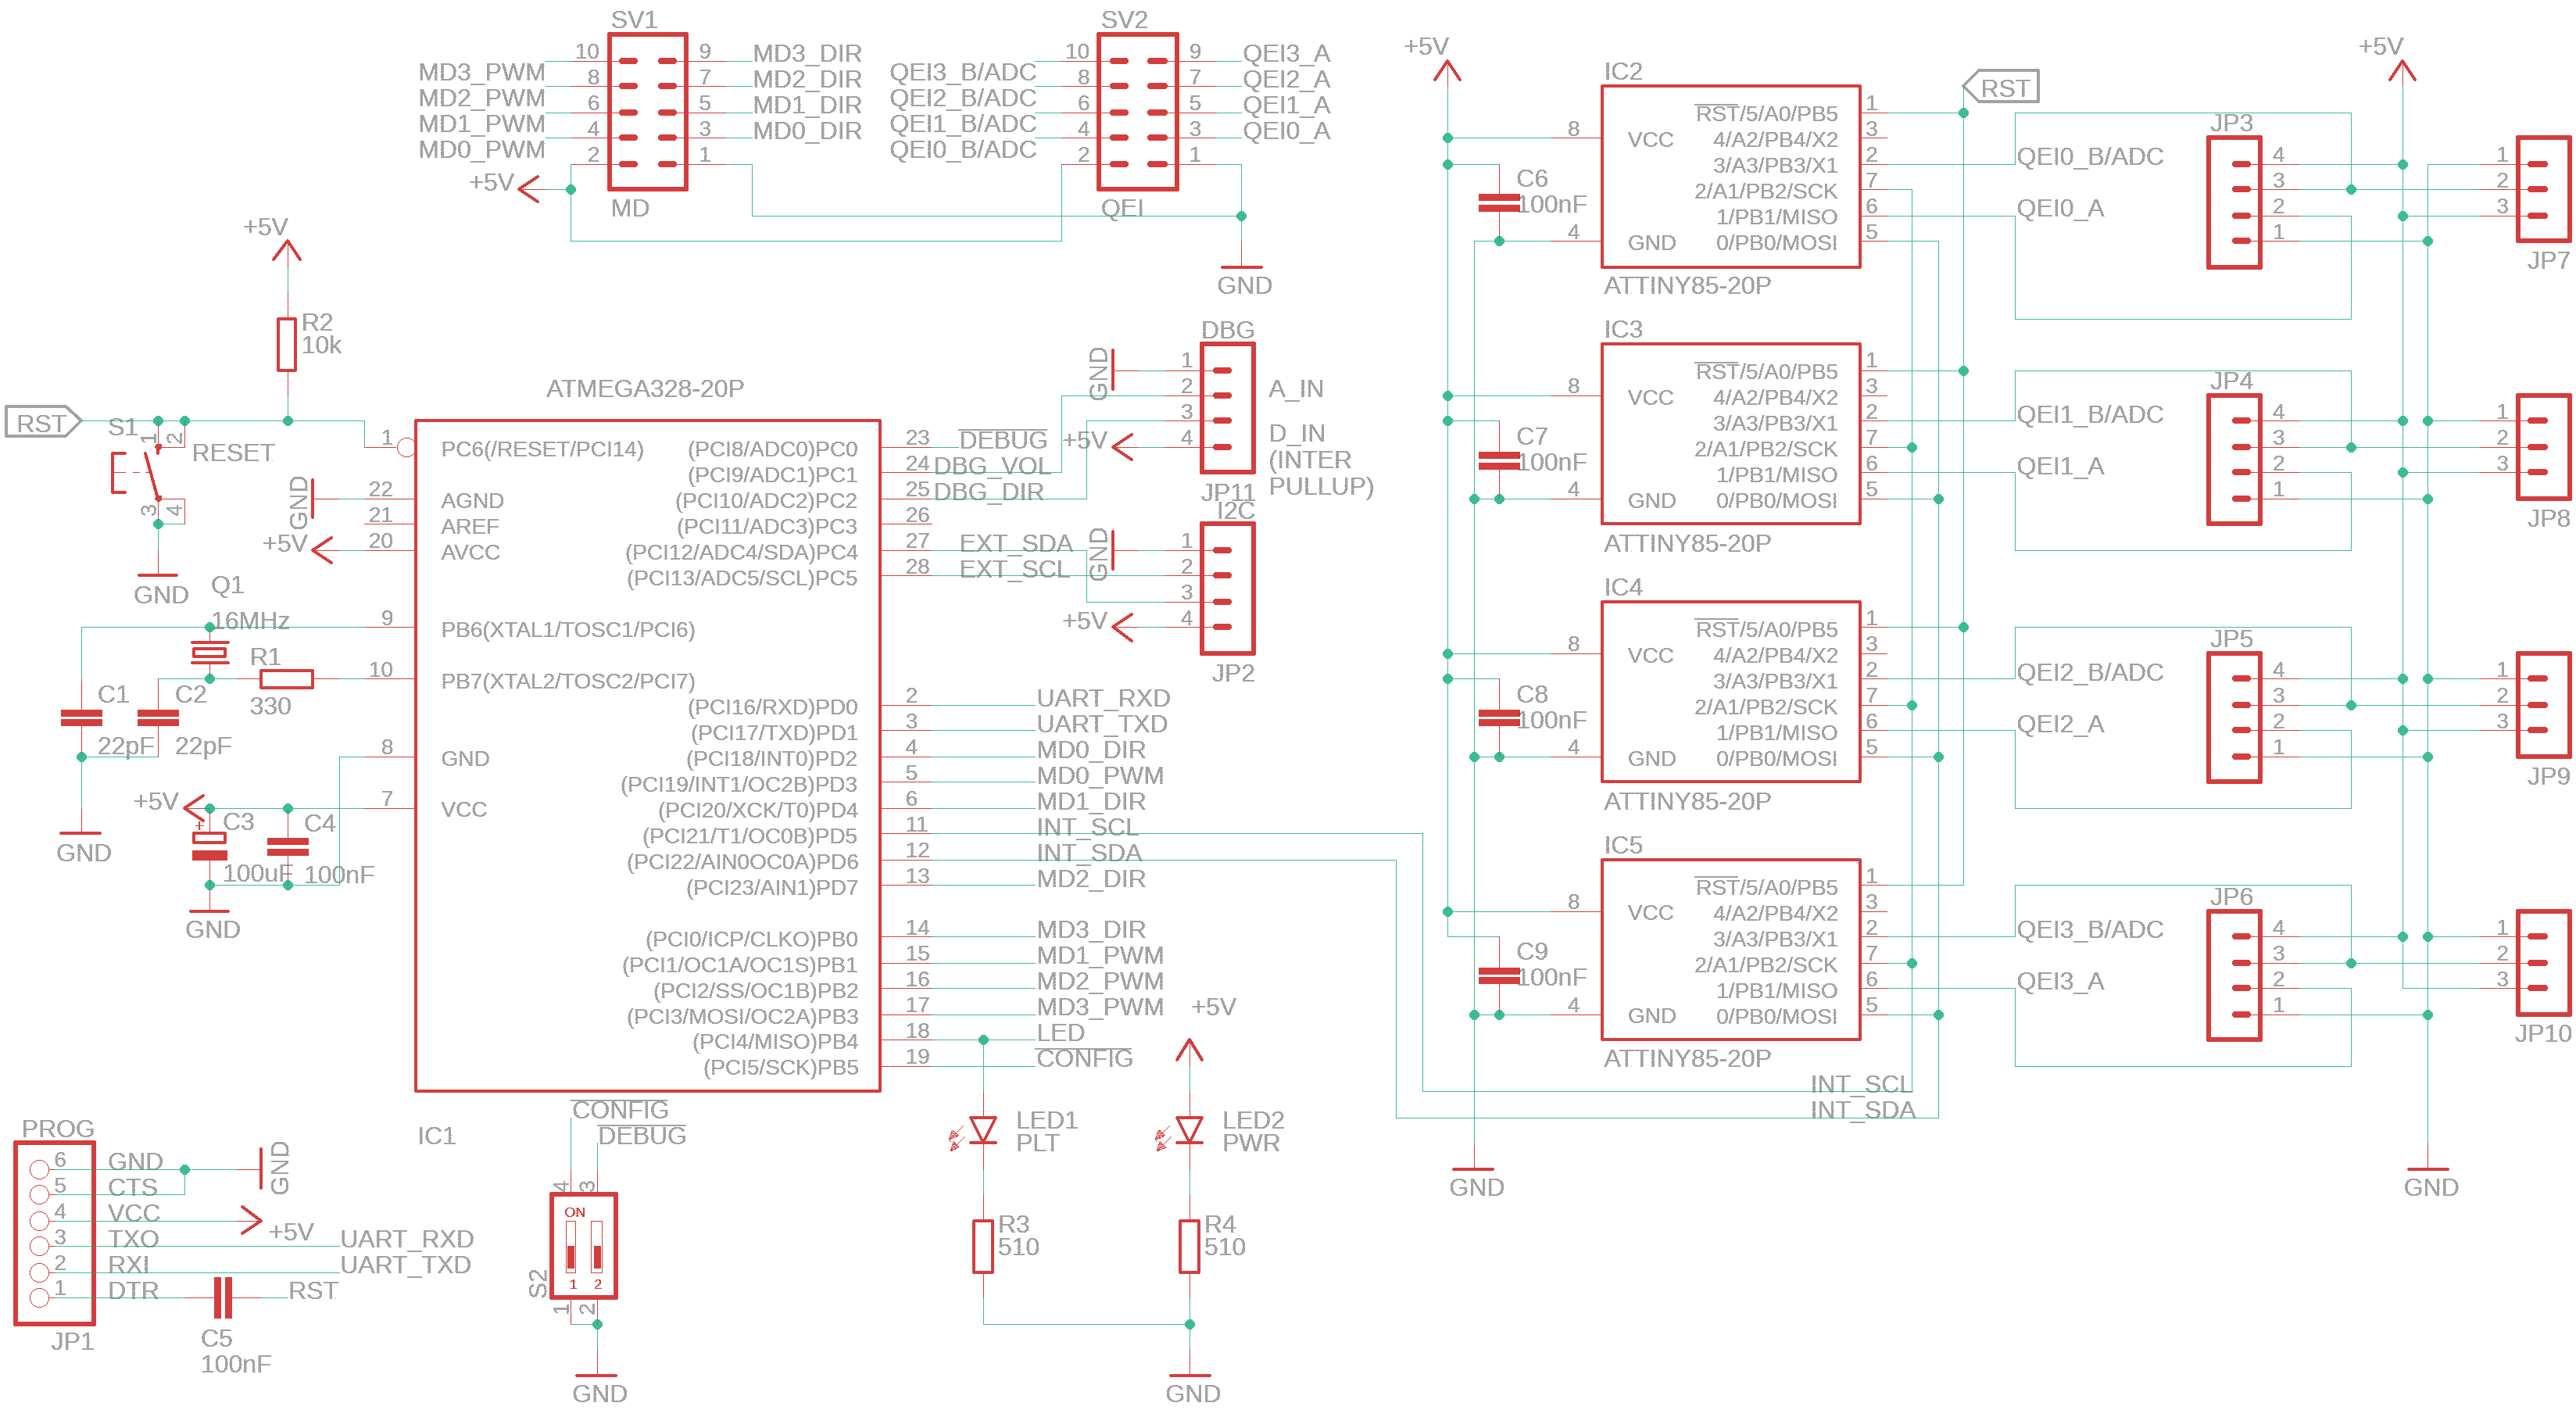 SV1
10 9 MD3_DIR
MD3_PWM 8 7 MD2_DIR
MD2_PWM 6 5 MD1_DIR
MD1_PWM 4 3 MD0_DIR
MD0_PWM 2 1
+5V
MD
SV2
10 9 QEI3_A
QEI3_B/ADC 8 7 QEI2_A
QEI2_B/ADC 6 5 QEI1_A
QEI1_B/ADC 4 3 QEI0_A
QEI0_B/ADC 2 1
QEI
GND
+5V
R2
10k
RST
S1
1 2
RESET
3 4
GND
GND
+5V
Q1
16MHz
R1
330
C1
22pF
C2
22pF
GND
+5V
+
C3
100uF
C4
100nF
GND
ATMEGA328-20P
1 PC6(/RESET/PCI14)
22 AGND
21 AREF
20 AVCC
9 PB6(XTAL1/TOSC1/PCI6)
10 PB7(XTAL2/TOSC2/PCI7)
8 GND
7 VCC
(PCI8/ADC0)PC0 23 DEBUG
(PCI9/ADC1)PC1 24 DBG_VOL
(PCI10/ADC2)PC2 25 DBG_DIR
(PCI11/ADC3)PC3 26
(PCI12/ADC4/SDA)PC4 27 EXT_SDA
(PCI13/ADC5/SCL)PC5 28 EXT_SCL
(PCI16/RXD)PD0 2 UART_RXD
(PCI17/TXD)PD1 3 UART_TXD
(PCI18/INT0)PD2 4 MD0_DIR
(PCI19/INT1/OC2B)PD3 5 MD0_PWM
(PCI20/XCK/T0)PD4 6 MD1_DIR
(PCI21/T1/OC0B)PD5 11 INT_SCL
(PCI22/AIN0OC0A)PD6 12 INT_SDA
(PCI23/AIN1)PD7 13 MD2_DIR
(PCI0/ICP/CLKO)PB0 14 MD3_DIR
(PCI1/OC1A/OC1S)PB1 15 MD1_PWM
(PCI2/SS/OC1B)PB2 16 MD2_PWM
(PCI3/MOSI/OC2A)PB3 17 MD3_PWM
(PCI4/MISO)PB4 18 LED
(PCI5/SCK)PB5 19 CONFIG
IC1
DBG
GND 1
2 A_IN
3 D_IN
+5V 4 (INTER
PULLUP)
JP11
I2C
GND 1
2
3
+5V 4
JP2
PROG
6 GND
5 CTS
4 VCC
3 TXO
2 RXI
1 DTR
JP1
GND
+5V
UART_RXD
UART_TXD
RST
C5
100nF
CONFIG
DEBUG
4 3
ON
1 2
S2
1 2
GND
LED1
PLT
R3
510
+5V
LED2
PWR
R4
510
GND
+5V
IC2
8 VCC
4 GND
RST/5/A0/PB5 1
4/A2/PB4/X2 3
3/A3/PB3/X1 2
2/A1/PB2/SCK 7
1/PB1/MISO 6
0/PB0/MOSI 5
ATTINY85-20P
C6
100nF
IC3
8 VCC
4 GND
RST/5/A0/PB5 1
4/A2/PB4/X2 3
3/A3/PB3/X1 2
2/A1/PB2/SCK 7
1/PB1/MISO 6
0/PB0/MOSI 5
ATTINY85-20P
C7
100nF
IC4
8 VCC
4 GND
RST/5/A0/PB5 1
4/A2/PB4/X2 3
3/A3/PB3/X1 2
2/A1/PB2/SCK 7
1/PB1/MISO 6
0/PB0/MOSI 5
ATTINY85-20P
C8
100nF
IC5
8 VCC
4 GND
RST/5/A0/PB5 1
4/A2/PB4/X2 3
3/A3/PB3/X1 2
2/A1/PB2/SCK 7
1/PB1/MISO 6
0/PB0/MOSI 5
ATTINY85-20P
C9
100nF
INT_SCL
INT_SDA
GND
RST
+5V
QEI0_B/ADC
QEI0_A
JP3
4
3
2
1
1
2
3
JP7
QEI1_B/ADC
QEI1_A
JP4
4
3
2
1
1
2
3
JP8
QEI2_B/ADC
QEI2_A
JP5
4
3
2
1
1
2
3
JP9
QEI3_B/ADC
QEI3_A
JP6
4
3
2
1
1
2
3
JP10
GND